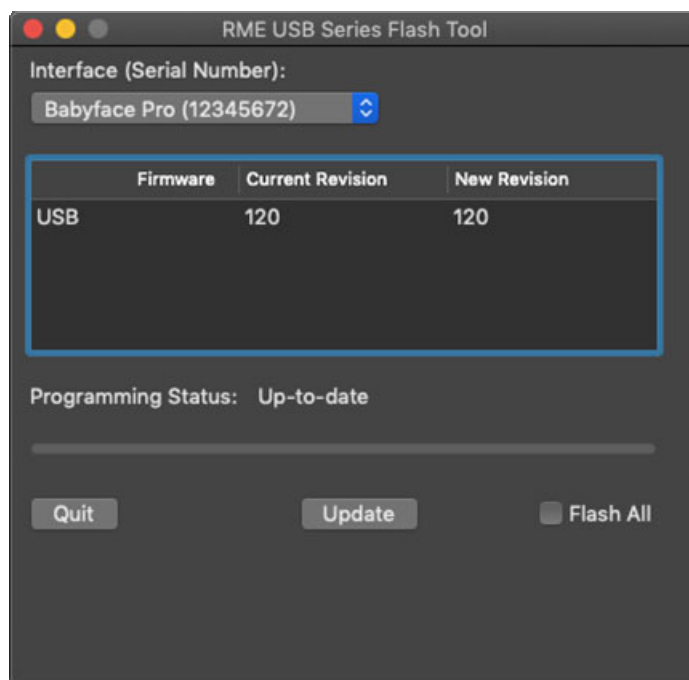 RME USB Series Flash Tool
Interface (Serial Number):
Babyface Pro (12345672)
Firmware Current Revision New Revision
USB 120 120
Programming Status: Up-to-date
Quit Update Flash All